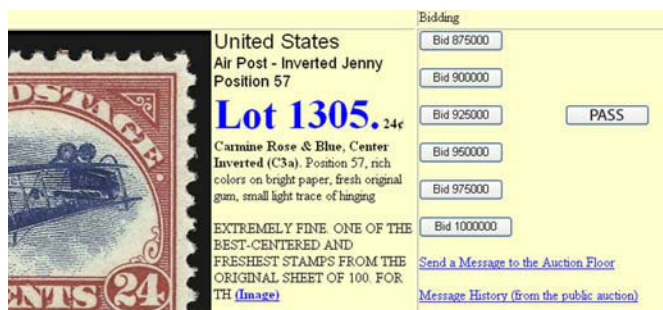 Bidding
United States
Air Post - Inverted Jenny
Position 57
Lot 1305. 24¢
Carmine Rose & Blue, Center
Inverted (C3a). Position 57, rich
colors on bright paper, fresh original
gum, small light trace of hinging
EXTREMELY FINE. ONE OF THE
BEST-CENTERED AND
FRESHEST STAMPS FROM THE
ORIGINAL SHEET OF 100. FOR
TH (Image)
Bid 875000
Bid 900000
Bid 925000
PASS
Bid 950000
Bid 975000
Bid 1000000
Send a Message to the Auction Floor
Message History (from the public auction)
POSTAGE
CENTS 24